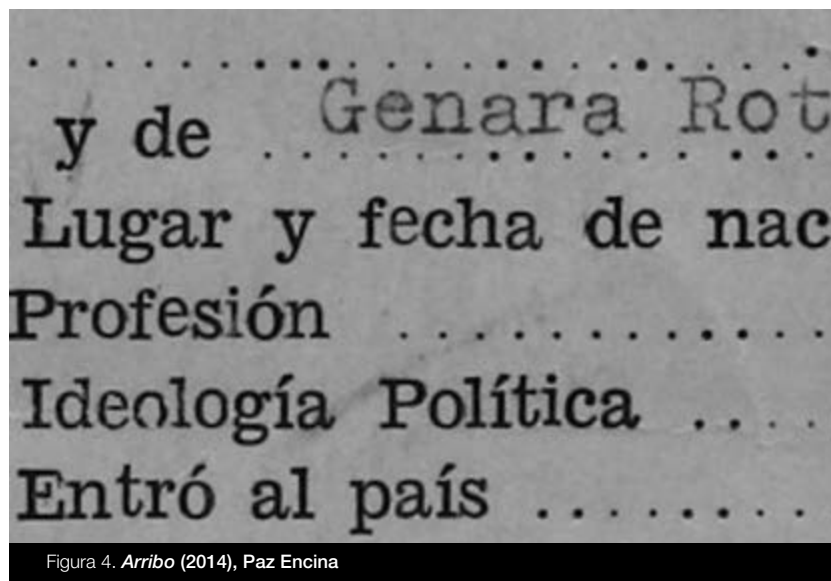 y de Genara Rot
Lugar y fecha de nac
Profesión
Ideología Política
Entró al país
Figura 4. Arribo (2014), Paz Encina